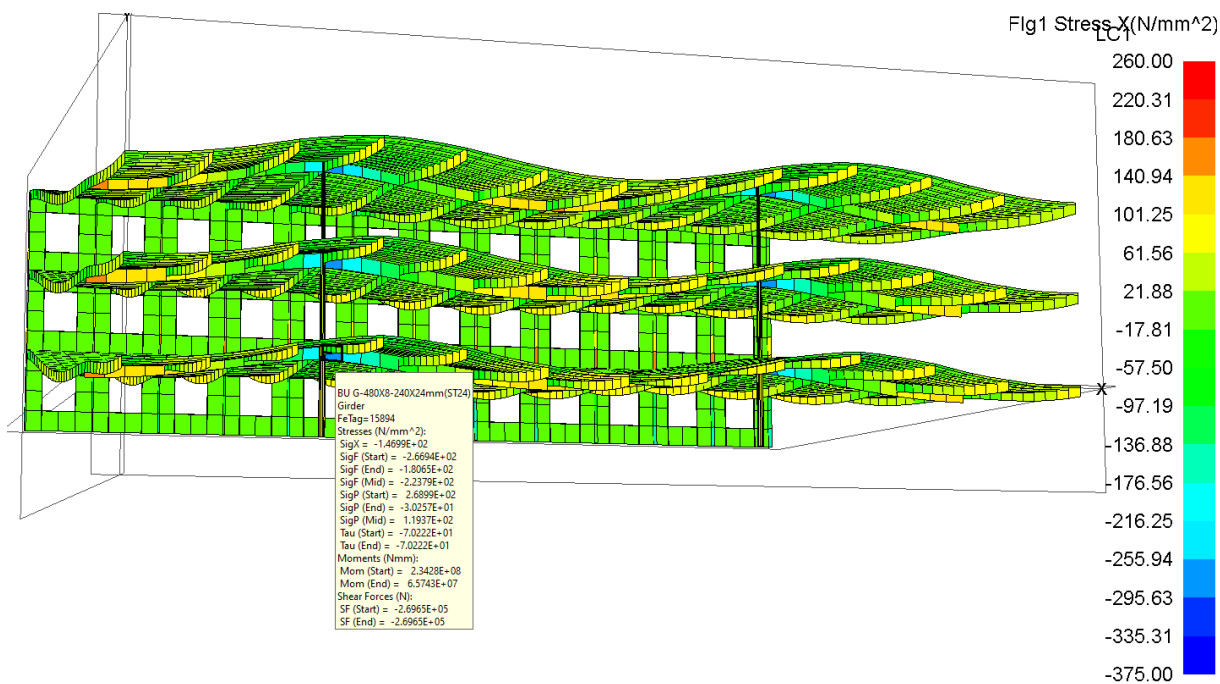 Y
Flg1 Stress-X(N/mm^2)
LC1
260.00
220.31
180.63
140.94
101.25
61.56
21.88
-17.81
-57.50
-97.19
-136.88
-176.56
-216.25
-255.94
-295.63
-335.31
-375.00
X
BU G-480X8-240X24mm(ST24)
Girder
FeTag=15894
Stresses (N/mm^2):
SigX = -1.4699E+02
SigF (Start) = -2.6694E+02
SigF (End) = -1.8065E+02
SigF (Mid) = -2.2379E+02
SigP (Start) = 2.6899E+02
SigP (End) = -3.0257E+01
SigP (Mid) = 1.1937E+02
Tau (Start) = -7.0222E+01
Tau (End) = -7.0222E+01
Moments (Nmm):
Mom (Start) = 2.3428E+08
Mom (End) = 6.5743E+07
Shear Forces (N):
SF (Start) = -2.6965E+05
SF (End) = -2.6965E+05